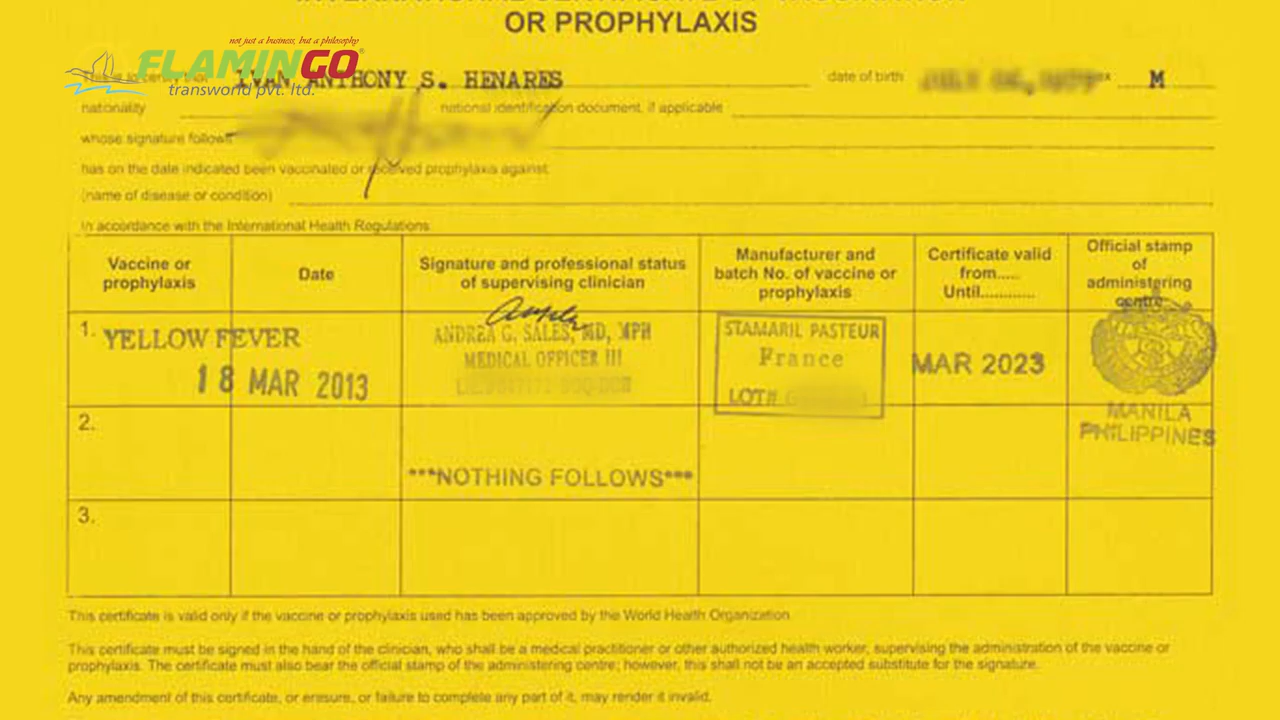 OR PROPHYLAXIS
not just a business, but a philosophy
FLAMINGO®
transworld pvt. ltd.
This is to certify that IVAN ANTHONY S. HENARES date of birth sex M
nationality national identification document, if applicable
whose signature follows
has on the date indicated been vaccinated or received prophylaxis against:
(name of disease or condition)
in accordance with the International Health Regulations.
Vaccine or prophylaxis
Date
Signature and professional status of supervising clinician
Manufacturer and batch No. of vaccine or prophylaxis
Certificate valid from..... Until............
Official stamp of administering centre
1. YELLOW FEVER
18 MAR 2013
ANDREA G. SALES, MD, MPH
MEDICAL OFFICER III
STAMARIL PASTEUR
France
LOT#
MAR 2023
MANILA
PHILIPPINES
2.
***NOTHING FOLLOWS***
3.
This certificate is valid only if the vaccine or prophylaxis used has been approved by the World Health Organization
This certificate must be signed in the hand of the clinician, who shall be a medical practitioner or other authorized health worker, supervising the administration of the vaccine or
prophylaxis. The certificate must also bear the official stamp of the administering centre; however, this shall not be an accepted substitute for the signature.
Any amendment of this certificate, or erasure, or failure to complete any part of it, may render it invalid.